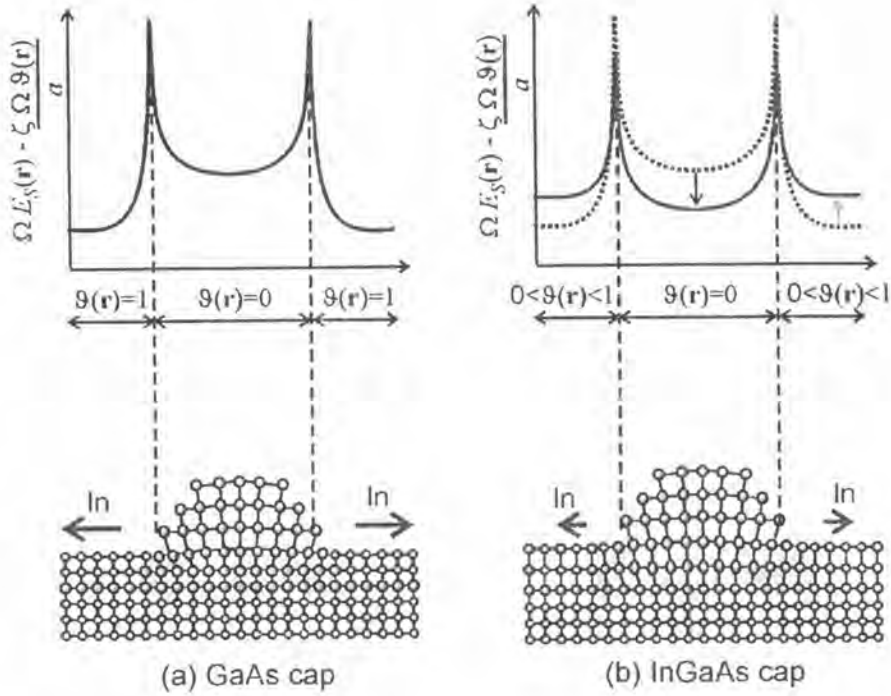 Ω E_S(r) - ζ Ω ϑ(r)
a
ϑ(r)=1
ϑ(r)=0
ϑ(r)=1
In
In
(a) GaAs cap
Ω E_S(r) - ζ Ω ϑ(r)
a
0<ϑ(r)<1
ϑ(r)=0
0<ϑ(r)<1
In
In
(b) InGaAs cap